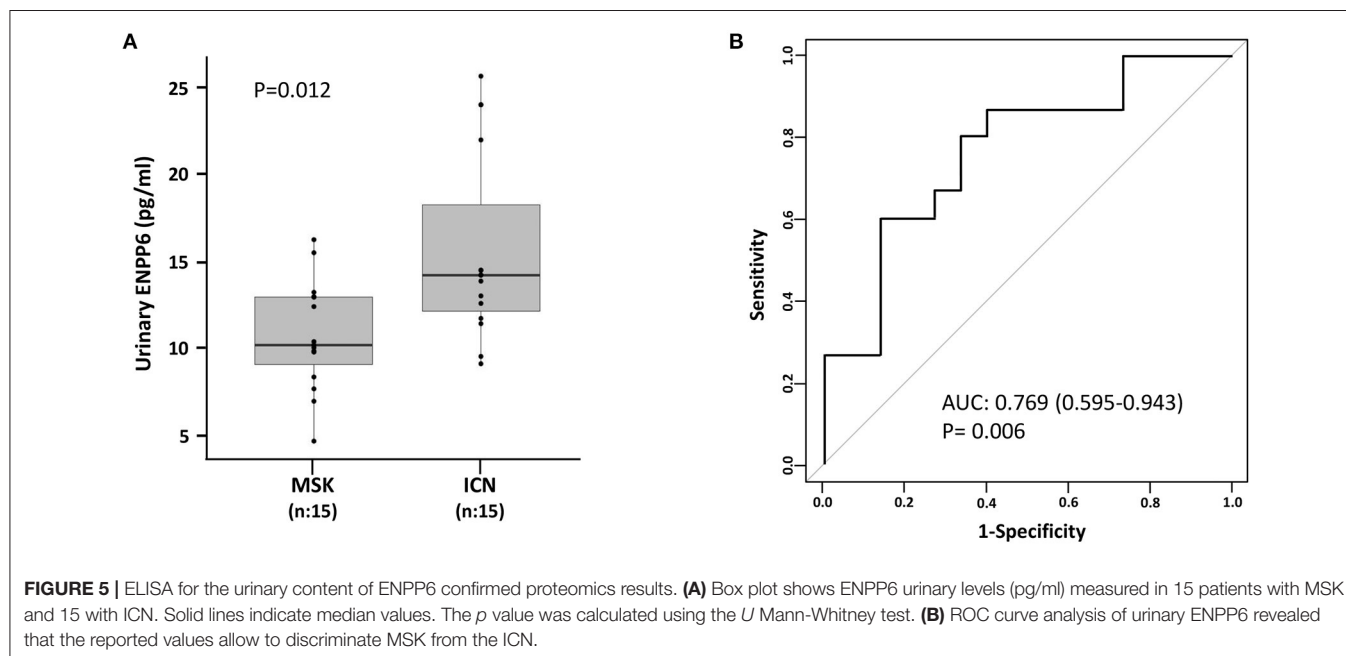 A
P=0.012
Urinary ENPP6 (pg/ml)
25
20
15
10
5
MSK
(n:15)
ICN
(n:15)
B
Sensitivity
1.0
0.8
0.6
0.4
0.2
0.0
AUC: 0.769 (0.595-0.943)
P= 0.006
0.0 0.2 0.4 0.6 0.8 1.0
1-Specificity
FIGURE 5 | ELISA for the urinary content of ENPP6 confirmed proteomics results. (A) Box plot shows ENPP6 urinary levels (pg/ml) measured in 15 patients with MSK
and 15 with ICN. Solid lines indicate median values. The p value was calculated using the U Mann-Whitney test. (B) ROC curve analysis of urinary ENPP6 revealed
that the reported values allow to discriminate MSK from the ICN.